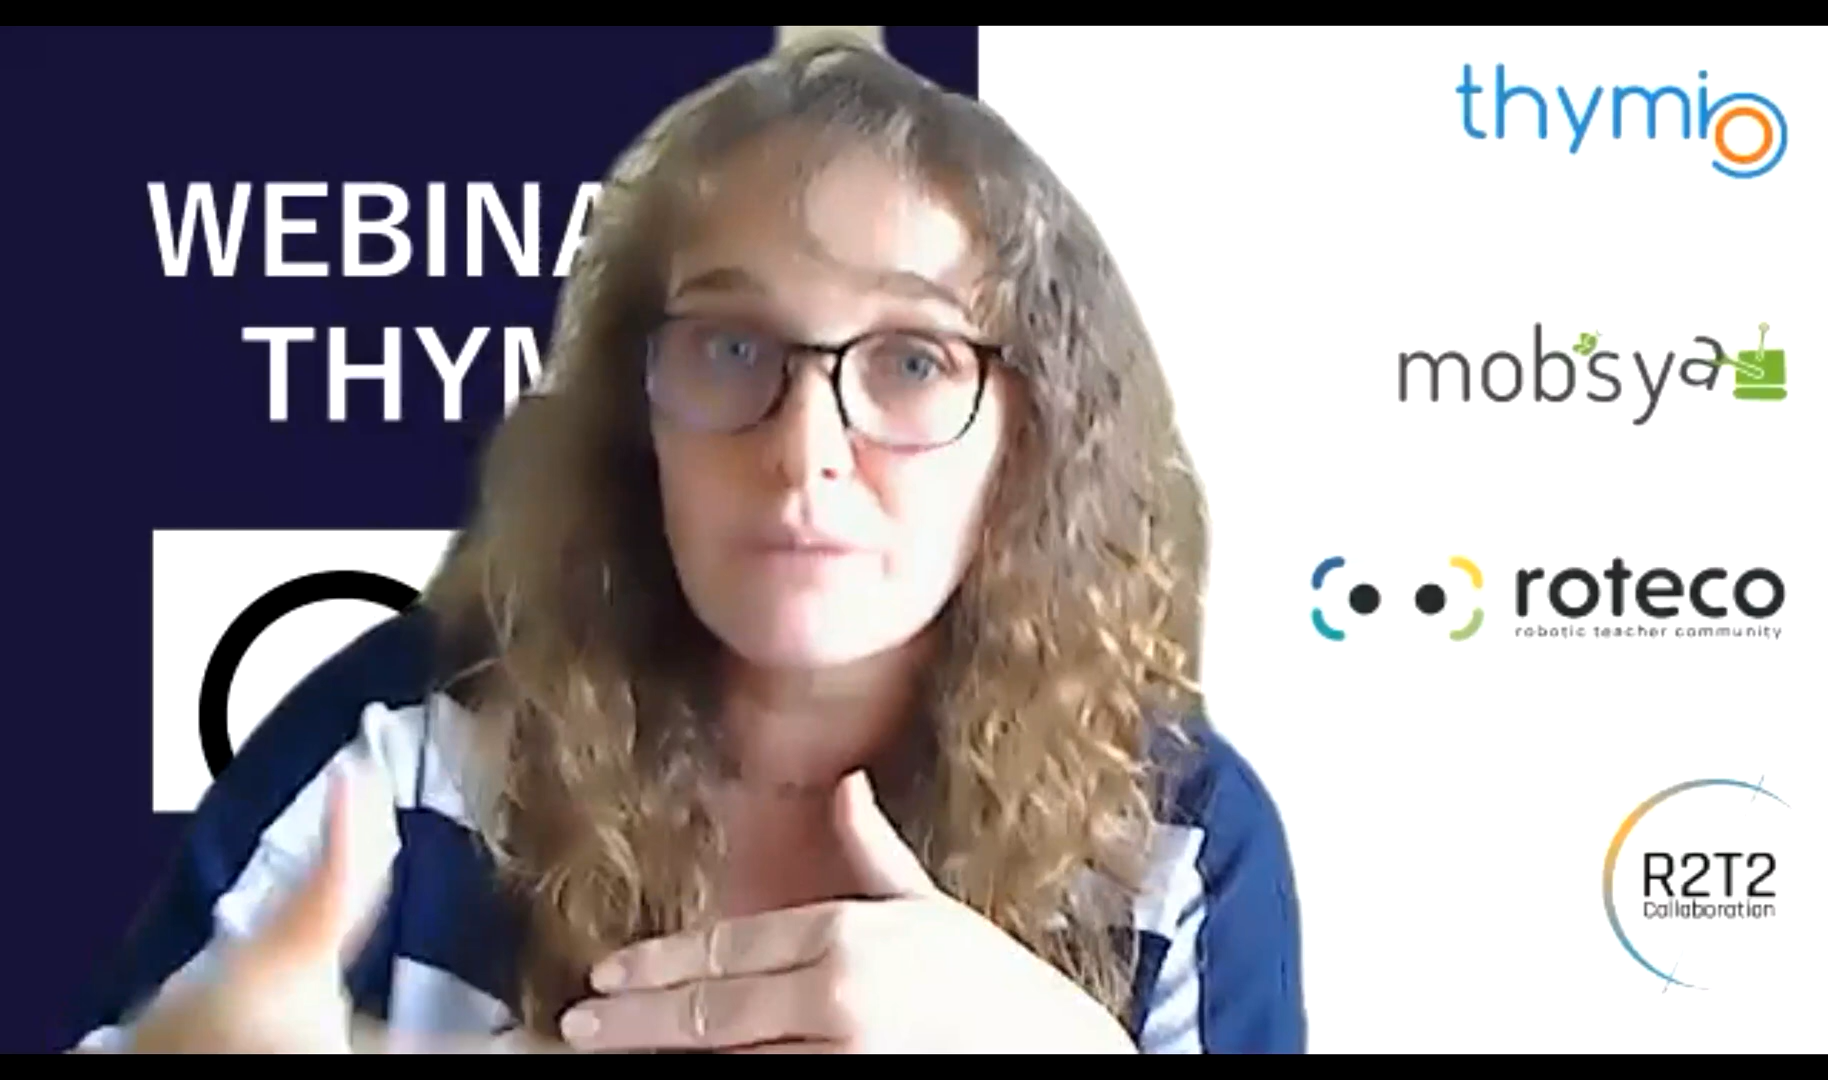 WEBINA
THYM
thymio
mobsya
roteco
robotic teacher community
R2T2
Collaboration